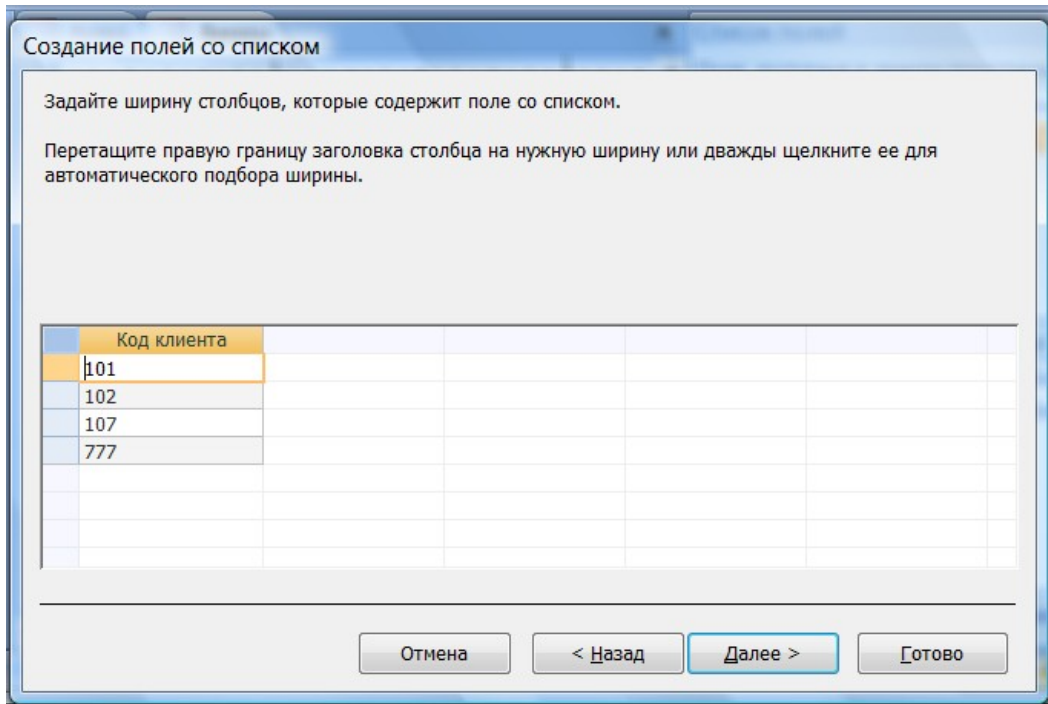 Создание полей со списком
Задайте ширину столбцов, которые содержит поле со списком.
Перетащите правую границу заголовка столбца на нужную ширину или дважды щелкните ее для
автоматического подбора ширины.
Код клиента
101
102
107
777
Отмена
< Назад
Далее >
Готово